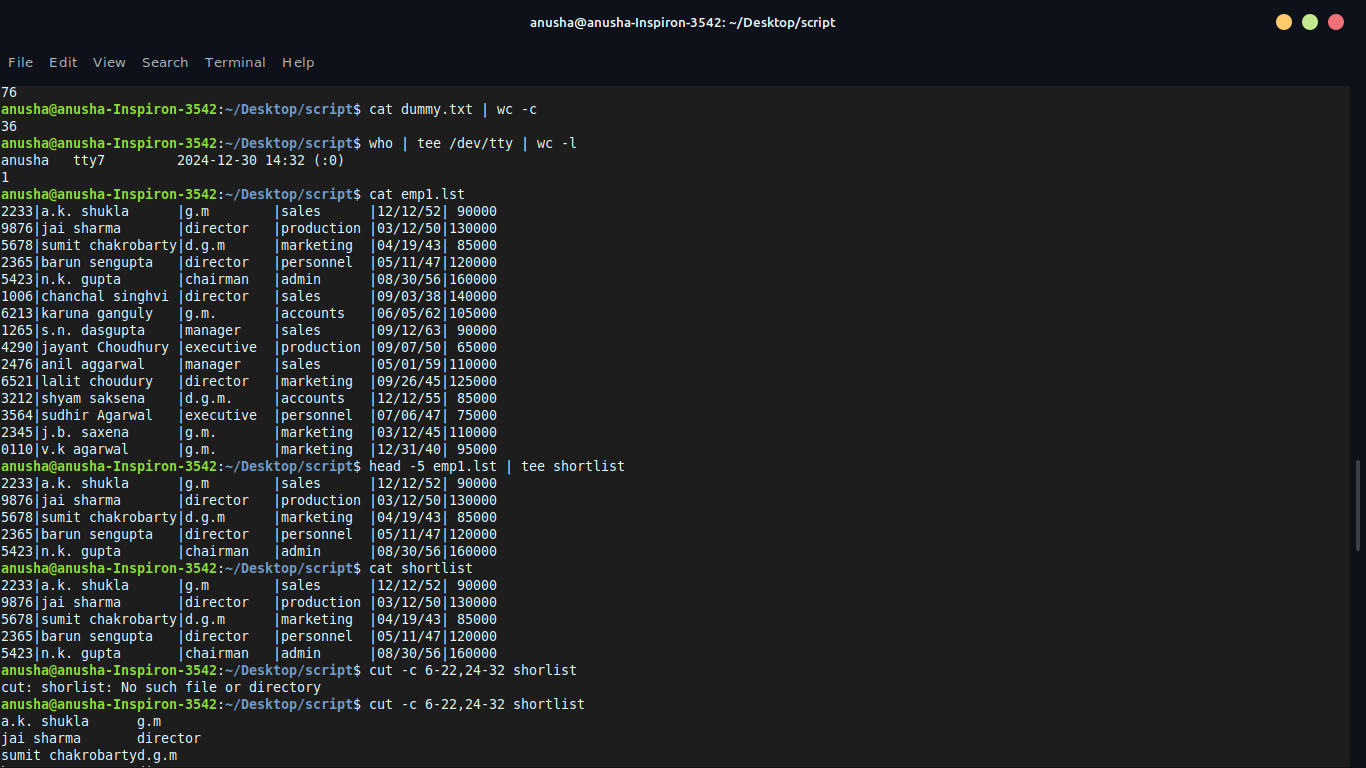 anusha@anusha-Inspiron-3542: ~/Desktop/script
File Edit View Search Terminal Help
76
anusha@anusha-Inspiron-3542:~/Desktop/script$ cat dummy.txt | wc -c
36
anusha@anusha-Inspiron-3542:~/Desktop/script$ who | tee /dev/tty | wc -l
anusha   tty7         2024-12-30 14:32 (:0)
1
anusha@anusha-Inspiron-3542:~/Desktop/script$ cat emp1.lst
2233|a.k. shukla      |g.m        |sales      |12/12/52| 90000
9876|jai sharma       |director   |production |03/12/50|130000
5678|sumit chakrobarty|d.g.m      |marketing  |04/19/43| 85000
2365|barun sengupta   |director   |personnel  |05/11/47|120000
5423|n.k. gupta       |chairman   |admin      |08/30/56|160000
1006|chanchal singhvi |director   |sales      |09/03/38|140000
6213|karuna ganguly   |g.m.       |accounts   |06/05/62|105000
1265|s.n. dasgupta    |manager    |sales      |09/12/63| 90000
4290|jayant Choudhury |executive  |production |09/07/50| 65000
2476|anil aggarwal    |manager    |sales      |05/01/59|110000
6521|lalit choudury   |director   |marketing  |09/26/45|125000
3212|shyam saksena    |d.g.m.     |accounts   |12/12/55| 85000
3564|sudhir Agarwal   |executive  |personnel  |07/06/47| 75000
2345|j.b. saxena      |g.m.       |marketing  |03/12/45|110000
0110|v.k agarwal      |g.m.       |marketing  |12/31/40| 95000
anusha@anusha-Inspiron-3542:~/Desktop/script$ head -5 emp1.lst | tee shortlist
2233|a.k. shukla      |g.m        |sales      |12/12/52| 90000
9876|jai sharma       |director   |production |03/12/50|130000
5678|sumit chakrobarty|d.g.m      |marketing  |04/19/43| 85000
2365|barun sengupta   |director   |personnel  |05/11/47|120000
5423|n.k. gupta       |chairman   |admin      |08/30/56|160000
anusha@anusha-Inspiron-3542:~/Desktop/script$ cat shortlist
2233|a.k. shukla      |g.m        |sales      |12/12/52| 90000
9876|jai sharma       |director   |production |03/12/50|130000
5678|sumit chakrobarty|d.g.m      |marketing  |04/19/43| 85000
2365|barun sengupta   |director   |personnel  |05/11/47|120000
5423|n.k. gupta       |chairman   |admin      |08/30/56|160000
anusha@anusha-Inspiron-3542:~/Desktop/script$ cut -c 6-22,24-32 shorlist
cut: shorlist: No such file or directory
anusha@anusha-Inspiron-3542:~/Desktop/script$ cut -c 6-22,24-32 shortlist
a.k. shukla      g.m
jai sharma       director
sumit chakrobartyd.g.m